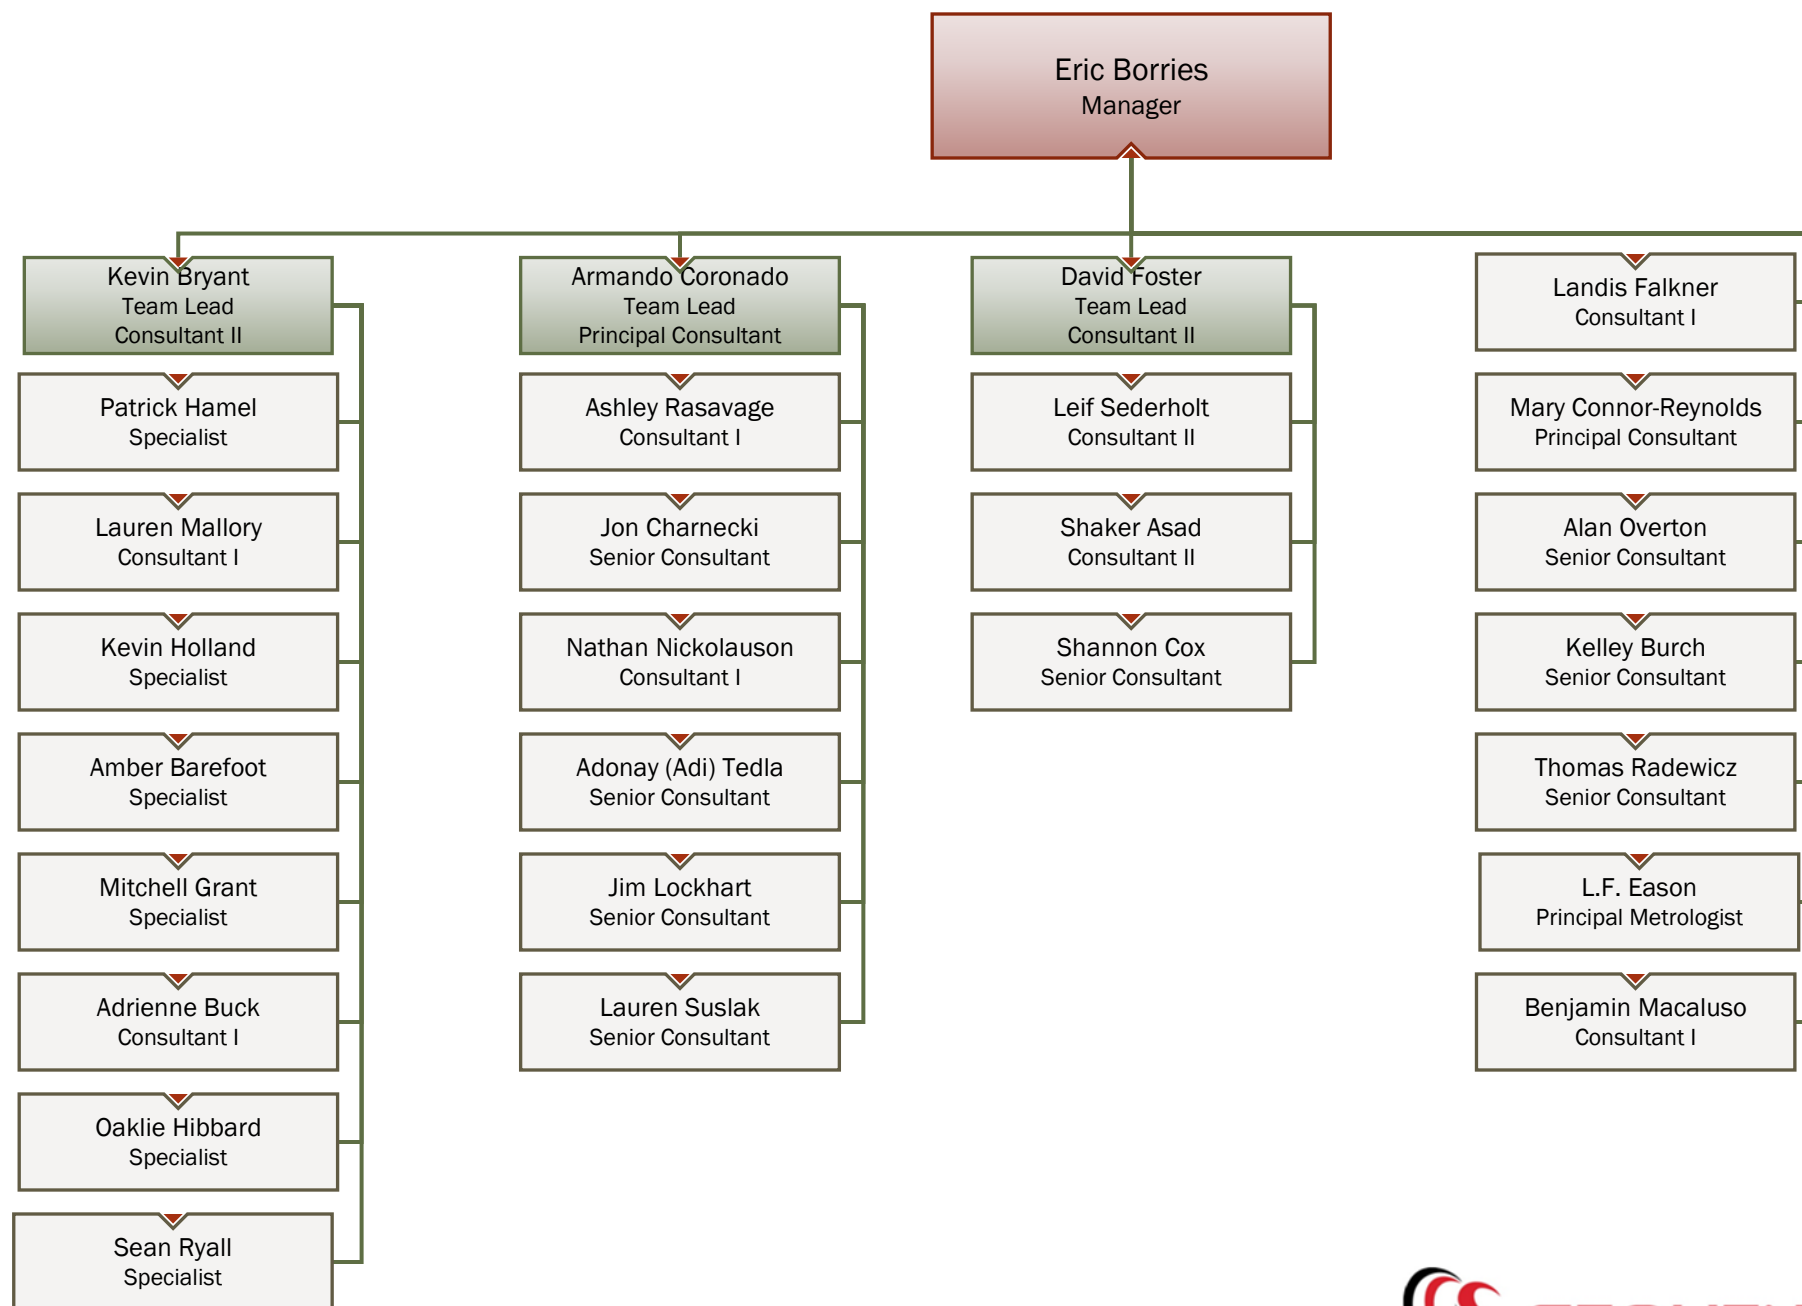 Eric Borries
Manager
Kevin Bryant
Team Lead
Consultant II
Patrick Hamel
Specialist
Lauren Mallory
Consultant I
Kevin Holland
Specialist
Amber Barefoot
Specialist
Mitchell Grant
Specialist
Adrienne Buck
Consultant I
Oaklie Hibbard
Specialist
Sean Ryall
Specialist
Armando Coronado
Team Lead
Principal Consultant
Ashley Rasavage
Consultant I
Jon Charnecki
Senior Consultant
Nathan Nickolauson
Consultant I
Adonay (Adi) Tedla
Senior Consultant
Jim Lockhart
Senior Consultant
Lauren Suslak
Senior Consultant
David Foster
Team Lead
Consultant II
Leif Sederholt
Consultant II
Shaker Asad
Consultant II
Shannon Cox
Senior Consultant
Landis Falkner
Consultant I
Mary Connor-Reynolds
Principal Consultant
Alan Overton
Senior Consultant
Kelley Burch
Senior Consultant
Thomas Radewicz
Senior Consultant
L.F. Eason
Principal Metrologist
Benjamin Macaluso
Consultant I